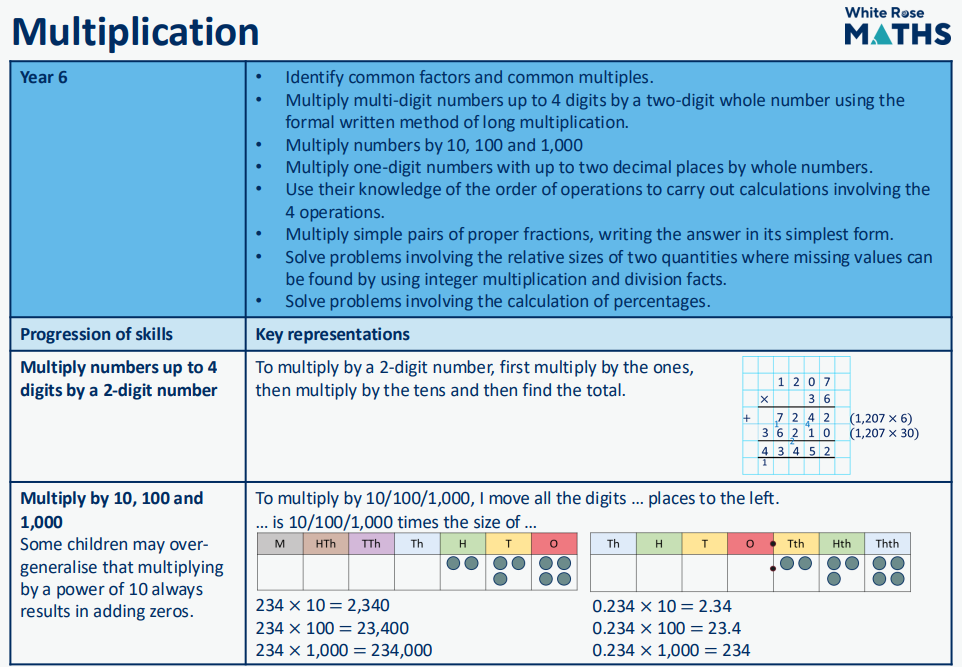 Multiplication
White Rose
MATHS
Year 6
• Identify common factors and common multiples.
• Multiply multi-digit numbers up to 4 digits by a two-digit whole number using the
formal written method of long multiplication.
• Multiply numbers by 10, 100 and 1,000
• Multiply one-digit numbers with up to two decimal places by whole numbers.
• Use their knowledge of the order of operations to carry out calculations involving the
4 operations.
• Multiply simple pairs of proper fractions, writing the answer in its simplest form.
• Solve problems involving the relative sizes of two quantities where missing values can
be found by using integer multiplication and division facts.
• Solve problems involving the calculation of percentages.
Progression of skills
Key representations
Multiply numbers up to 4
digits by a 2-digit number
To multiply by a 2-digit number, first multiply by the ones,
then multiply by the tens and then find the total.
1 2 0 7
× 3 6
+ 7 2 4 2 (1,207 × 6)
1 4
3 6 2 1 0 (1,207 × 30)
2
4 3 4 5 2
1
Multiply by 10, 100 and
1,000
Some children may over-
generalise that multiplying
by a power of 10 always
results in adding zeros.
To multiply by 10/100/1,000, I move all the digits … places to the left.
… is 10/100/1,000 times the size of …
M HTh TTh Th H T O
Th H T O Tth Hth Thth
234 × 10 = 2,340
234 × 100 = 23,400
234 × 1,000 = 234,000
0.234 × 10 = 2.34
0.234 × 100 = 23.4
0.234 × 1,000 = 234